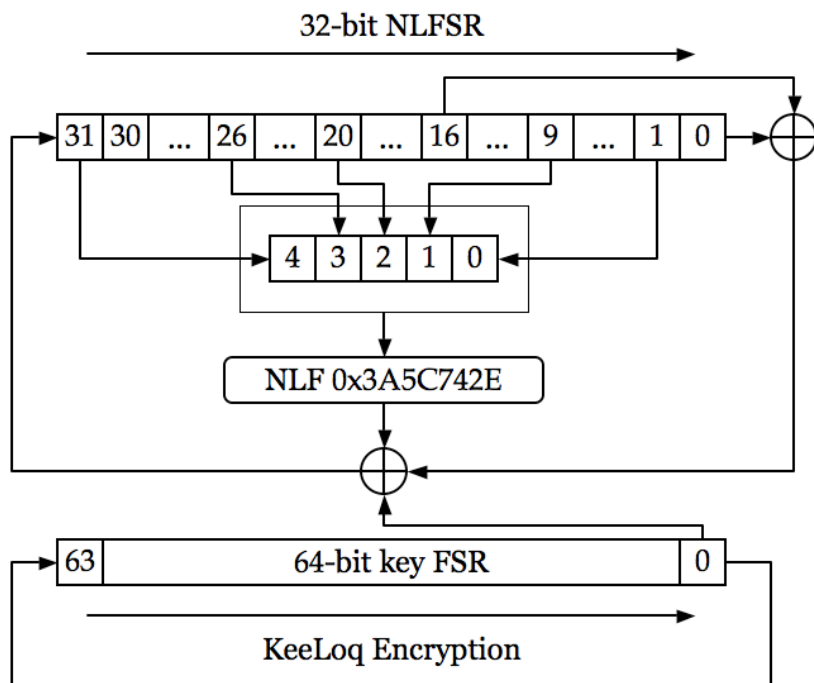 32-bit NLFSR
31 30 ... 26 ... 20 ... 16 ... 9 ... 1 0
4 3 2 1 0
NLF 0x3A5C742E
63 64-bit key FSR 0
KeeLoq Encryption